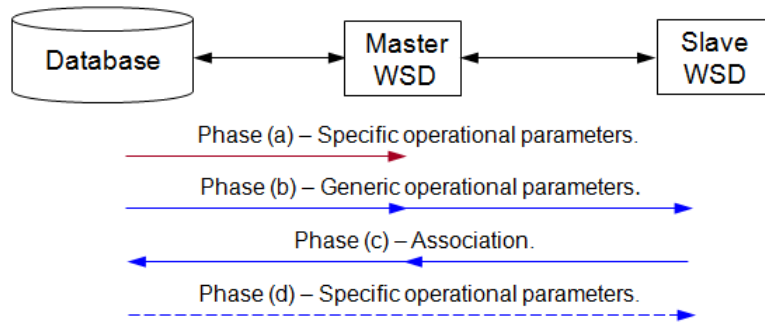 Database
Master
WSD
Slave
WSD
Phase (a) – Specific operational parameters.
Phase (b) – Generic operational parameters.
Phase (c) – Association.
Phase (d) – Specific operational parameters.